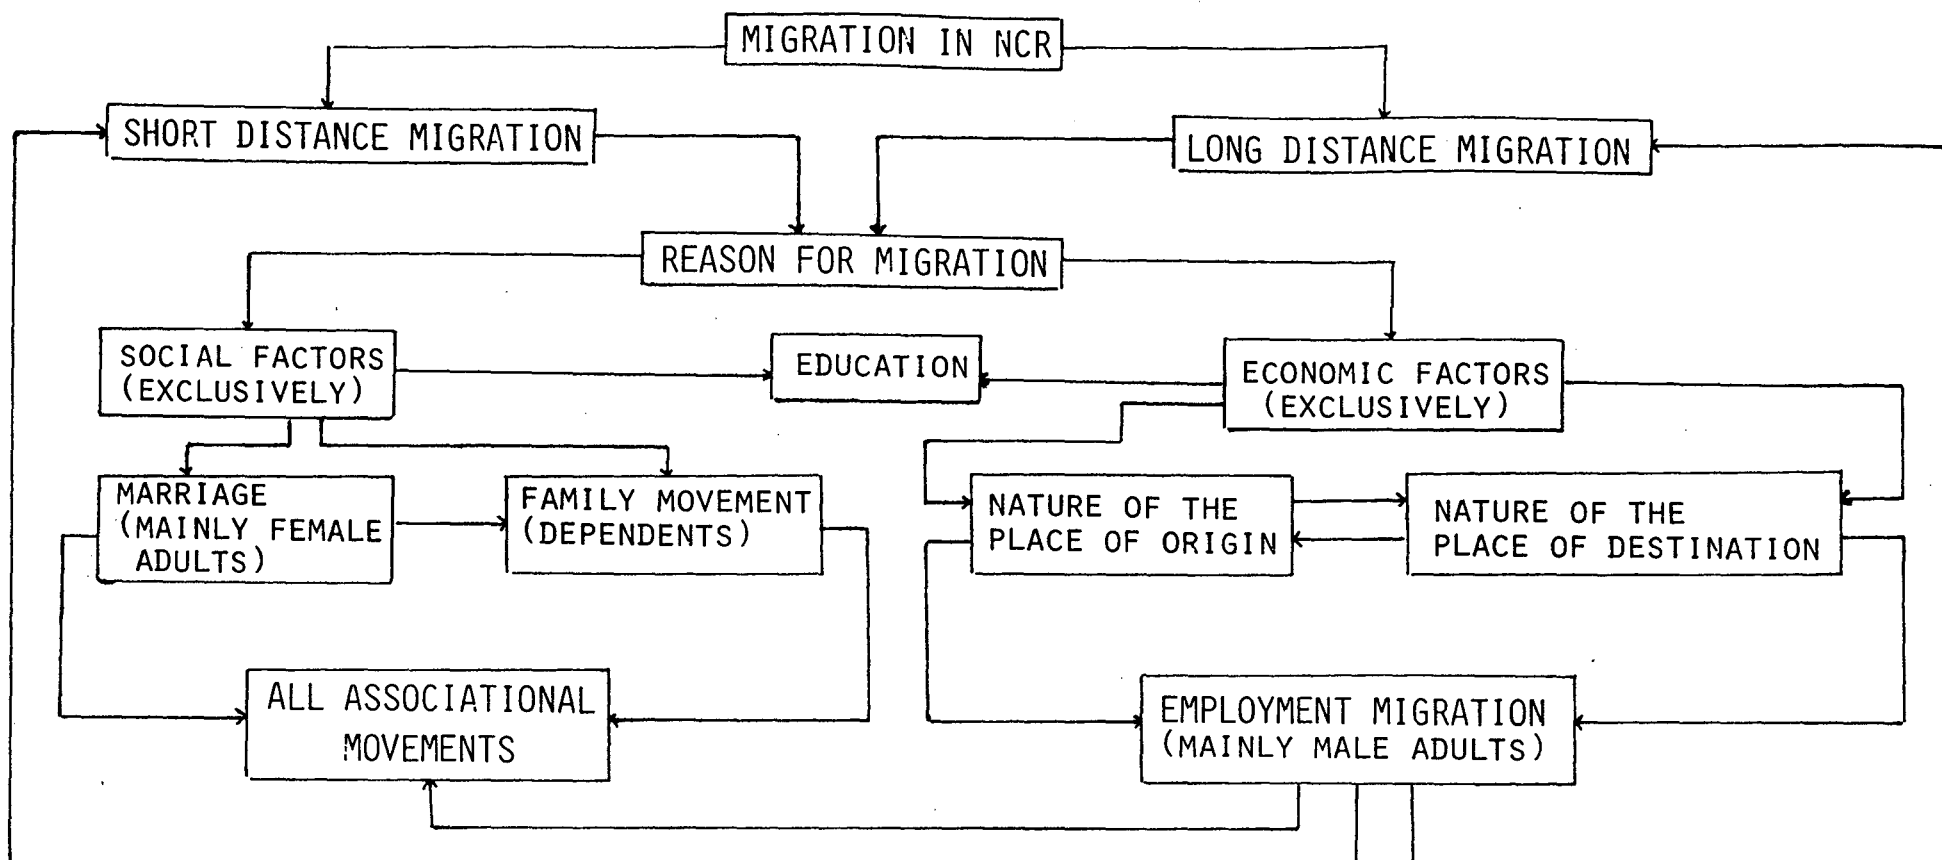 MIGRATION IN NCR
SHORT DISTANCE MIGRATION
LONG DISTANCE MIGRATION
REASON FOR MIGRATION
SOCIAL FACTORS
(EXCLUSIVELY)
EDUCATION
ECONOMIC FACTORS
(EXCLUSIVELY)
MARRIAGE
(MAINLY FEMALE
ADULTS)
FAMILY MOVEMENT
(DEPENDENTS)
NATURE OF THE
PLACE OF ORIGIN
NATURE OF THE
PLACE OF DESTINATION
ALL ASSOCIATIONAL
MOVEMENTS
EMPLOYMENT MIGRATION
(MAINLY MALE ADULTS)